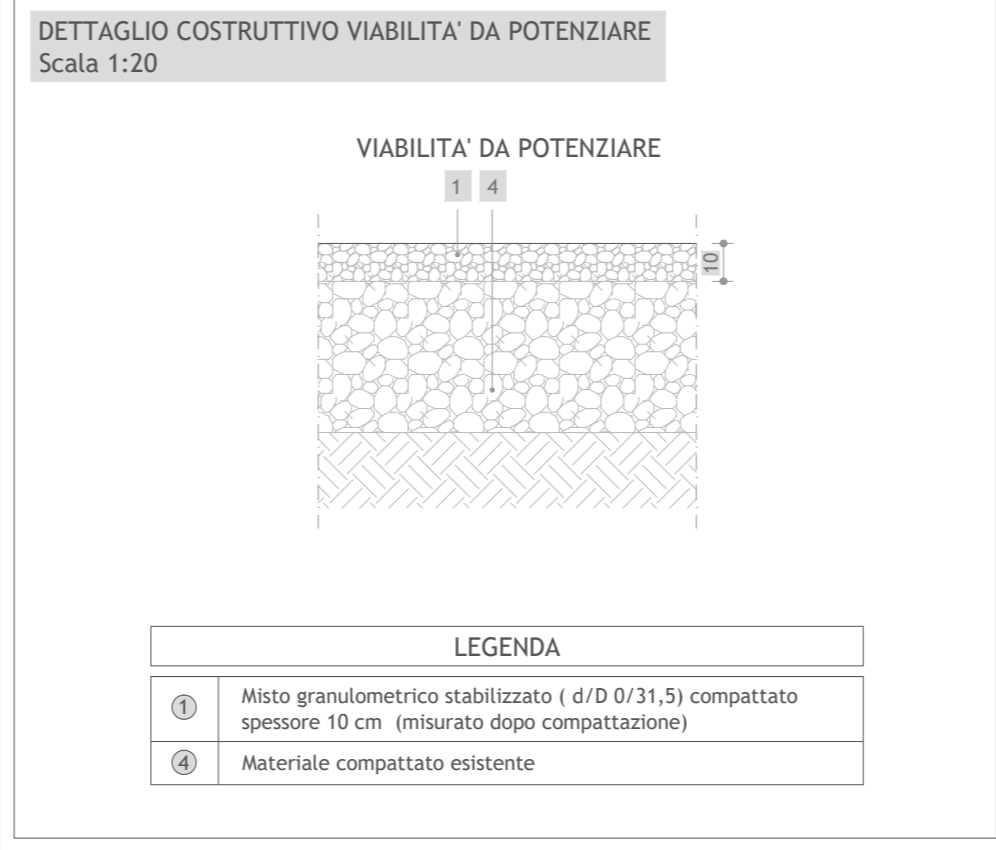 DETTAGLIO COSTRUTTIVO VIABILITA' DA POTENZIARE
Scala 1:20
VIABILITA' DA POTENZIARE
1 4
10
LEGENDA
1 Misto granulometrico stabilizzato ( d/D 0/31,5) compattato
spessore 10 cm (misurato dopo compattazione)
4 Materiale compattato esistente